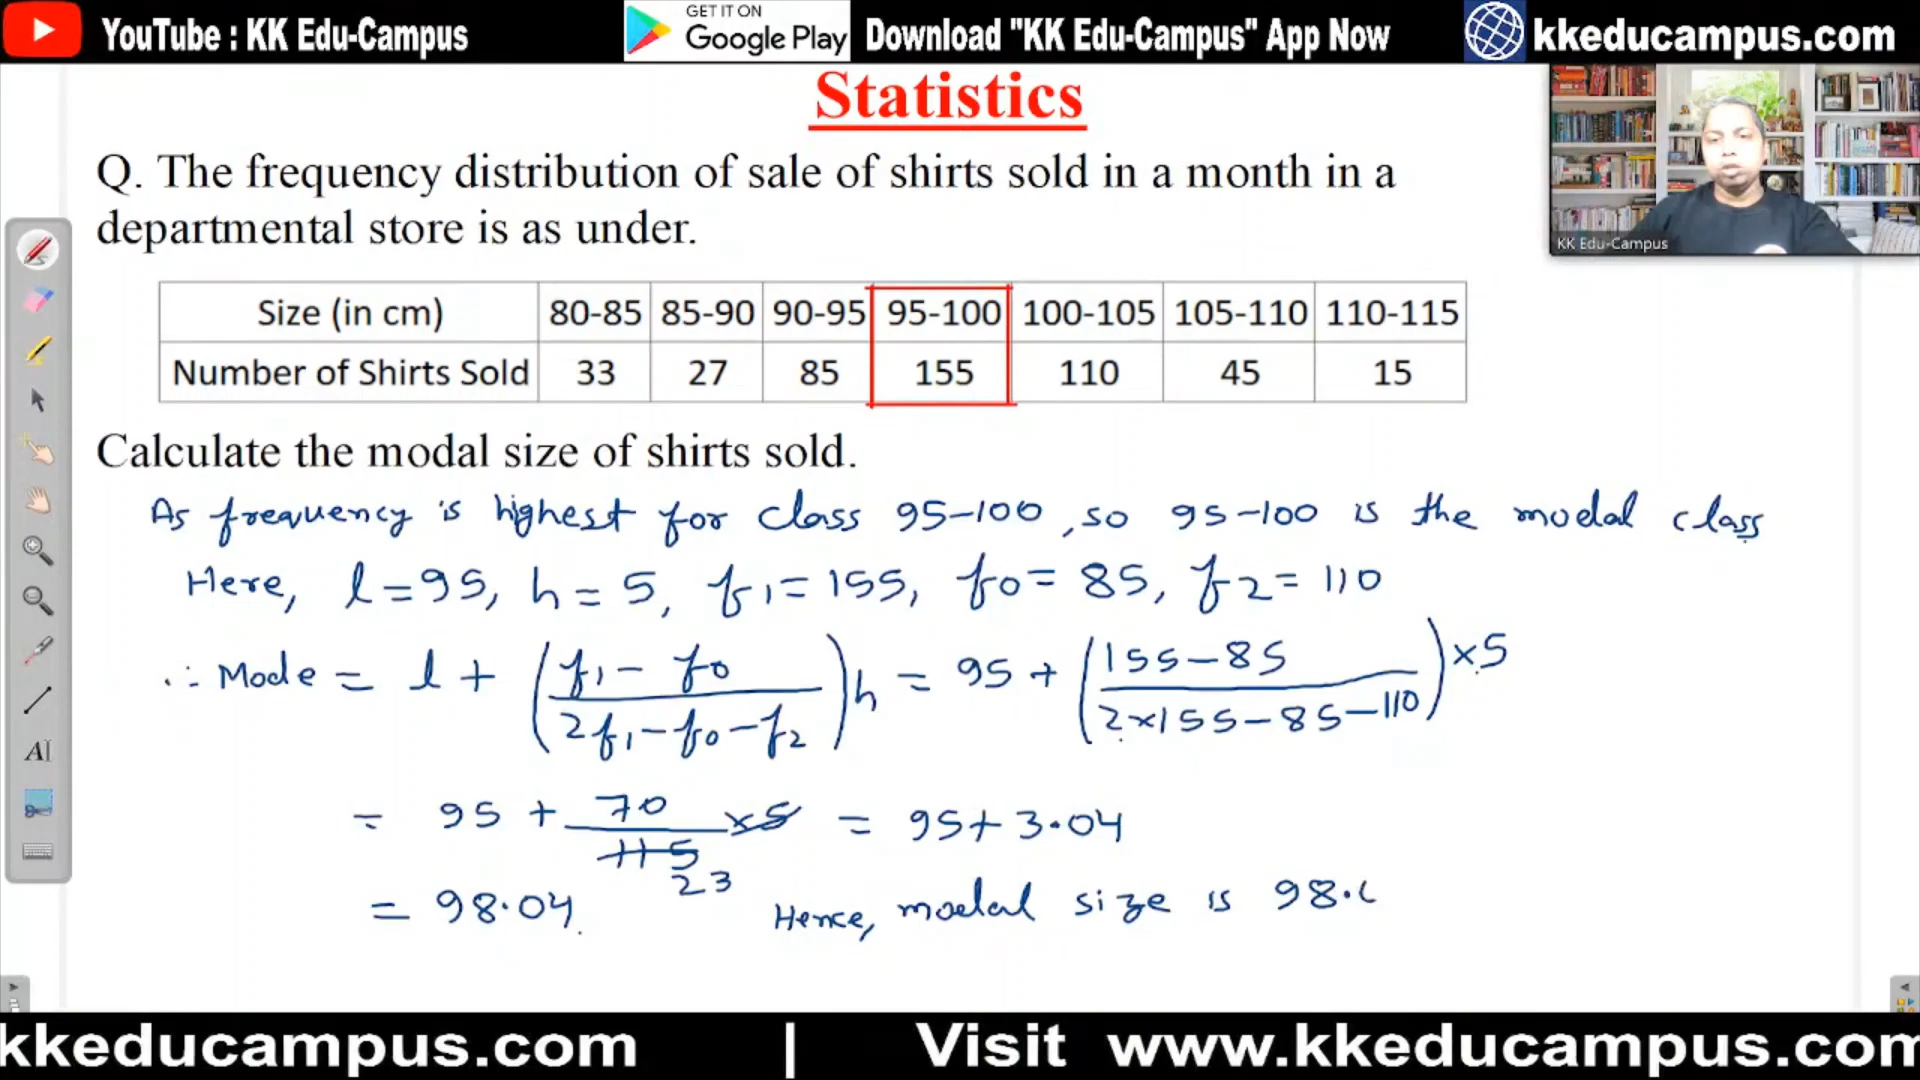 YouTube : KK Edu-Campus GET IT ON Google Play Download "KK Edu-Campus" App Now kkeducampus.com
Statistics
KK Edu-Campus
Q. The frequency distribution of sale of shirts sold in a month in a
departmental store is as under.
Size (in cm) 80-85 85-90 90-95 95-100 100-105 105-110 110-115
Number of Shirts Sold 33 27 85 155 110 45 15
Calculate the modal size of shirts sold.
As frequency is highest for class 95-100, so 95-100 is the modal class
Here, l=95, h=5, f1=155, f0=85, f2=110
∴ Mode = l + (f1 - f0 / 2f1 - f0 - f2) h = 95 + (155-85 / 2×155-85-110) ×5
= 95 + 70 / 115 ×5 = 95+3.04
23
= 98.04 Hence, modal size is 98.
AI
kkeducampus.com | Visit www.kkeducampus.com